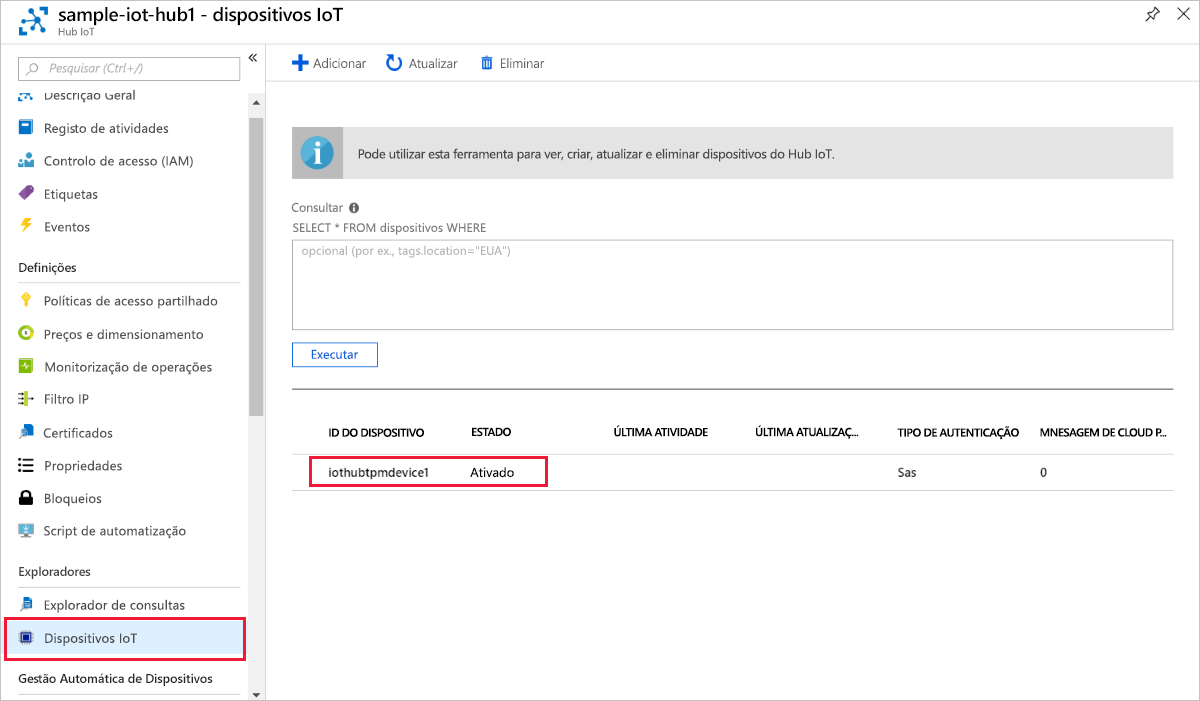 sample-iot-hub1 - dispositivos IoT
Hub IoT
Pesquisar (Ctrl+/)
Descrição Geral
Registo de atividades
Controlo de acesso (IAM)
Etiquetas
Eventos
Definições
Políticas de acesso partilhado
Preços e dimensionamento
Monitorização de operações
Filtro IP
Certificados
Propriedades
Bloqueios
Script de automatização
Exploradores
Explorador de consultas
Dispositivos IoT
Gestão Automática de Dispositivos
Adicionar Atualizar Eliminar
Pode utilizar esta ferramenta para ver, criar, atualizar e eliminar dispositivos do Hub IoT.
Consultar
SELECT * FROM dispositivos WHERE
opcional (por ex., tags.location="EUA")
Executar
ID DO DISPOSITIVO ESTADO ÚLTIMA ATIVIDADE ÚLTIMA ATUALIZAÇ... TIPO DE AUTENTICAÇÃO MNESAGEM DE CLOUD P...
iothubtpmdevice1 Ativado Sas 0